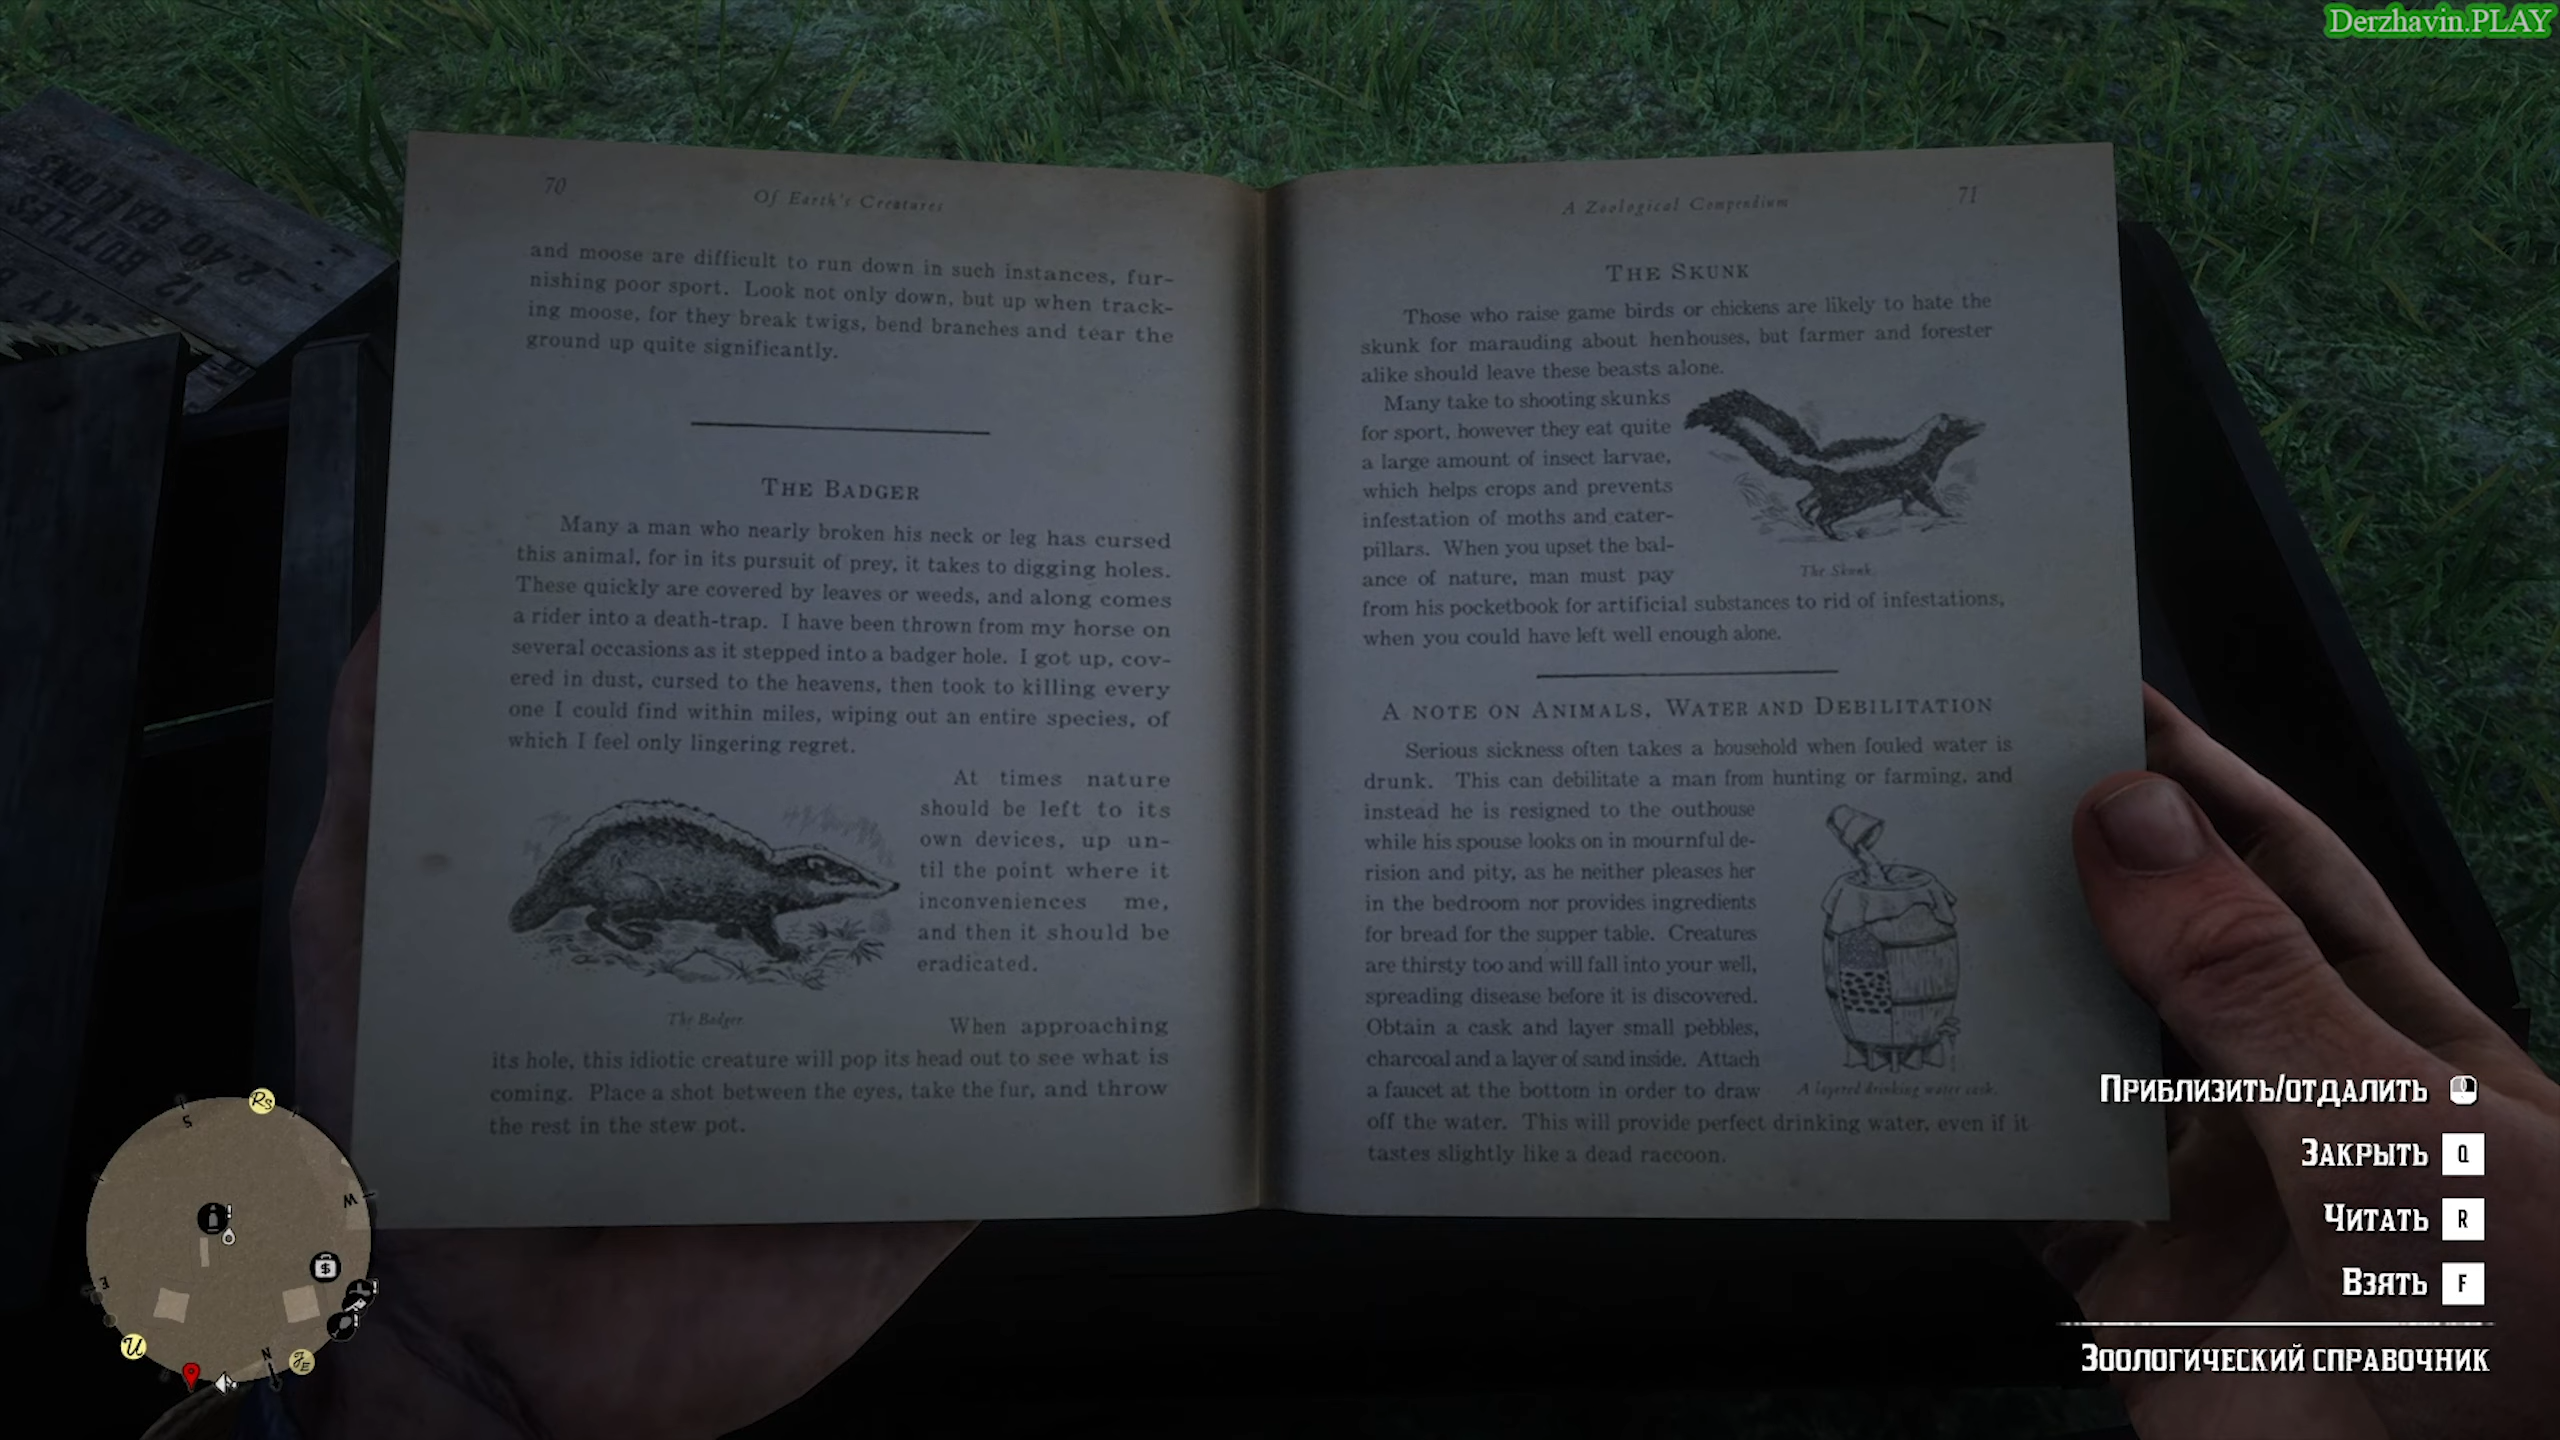 Derzhavin.PLAY
12 BOTTLES
2.40 GALLONS
70
Of Earth's Creatures
and moose are difficult to run down in such instances, fur-
nishing poor sport. Look not only down, but up when track-
ing moose, for they break twigs, bend branches and tear the
ground up quite significantly.
THE BADGER
Many a man who nearly broken his neck or leg has cursed
this animal, for in its pursuit of prey, it takes to digging holes.
These quickly are covered by leaves or weeds, and along comes
a rider into a death-trap. I have been thrown from my horse on
several occasions as it stepped into a badger hole. I got up, cov-
ered in dust, cursed to the heavens, then took to killing every
one I could find within miles, wiping out an entire species, of
which I feel only lingering regret.
At times nature
should be left to its
own devices, up un-
til the point where it
inconveniences me,
and then it should be
eradicated.
The Badger.
When approaching
its hole, this idiotic creature will pop its head out to see what is
coming. Place a shot between the eyes, take the fur, and throw
the rest in the stew pot.
A Zoological Compendium
71
THE SKUNK
Those who raise game birds or chickens are likely to hate the
skunk for marauding about henhouses, but farmer and forester
alike should leave these beasts alone.
Many take to shooting skunks
for sport, however they eat quite
a large amount of insect larvae,
which helps crops and prevents
infestation of moths and cater-
pillars. When you upset the bal-
ance of nature, man must pay
The Skunk.
from his pocketbook for artificial substances to rid of infestations,
when you could have left well enough alone.
A NOTE ON ANIMALS, WATER AND DEBILITATION
Serious sickness often takes a household when fouled water is
drunk. This can debilitate a man from hunting or farming, and
instead he is resigned to the outhouse
while his spouse looks on in mournful de-
rision and pity, as he neither pleases her
in the bedroom nor provides ingredients
for bread for the supper table. Creatures
are thirsty too and will fall into your well,
spreading disease before it is discovered.
Obtain a cask and layer small pebbles,
charcoal and a layer of sand inside. Attach
a faucet at the bottom in order to draw
A layered drinking water cask.
off the water. This will provide perfect drinking water, even if it
tastes slightly like a dead raccoon.
ПРИБЛИЗИТЬ/ОТДАЛИТЬ
ЗАКРЫТЬ Q
ЧИТАТЬ R
ВЗЯТЬ F
ЗООЛОГИЧЕСКИЙ СПРАВОЧНИК
Rs
S
W
E
$
U
N
JE